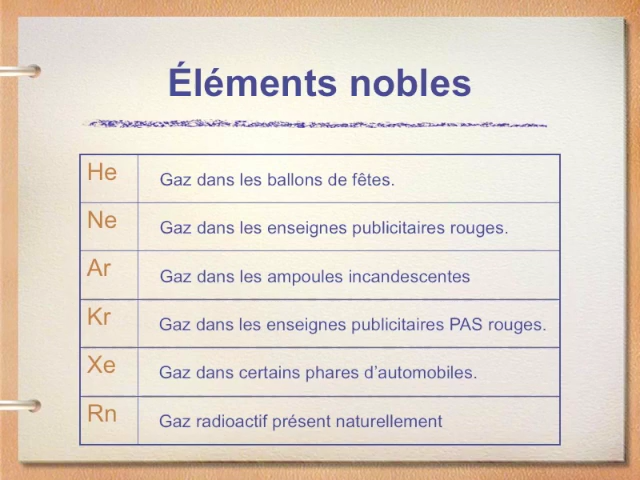 Éléments nobles
He Gaz dans les ballons de fêtes.
Ne Gaz dans les enseignes publicitaires rouges.
Ar Gaz dans les ampoules incandescentes
Kr Gaz dans les enseignes publicitaires PAS rouges.
Xe Gaz dans certains phares d'automobiles.
Rn Gaz radioactif présent naturellement